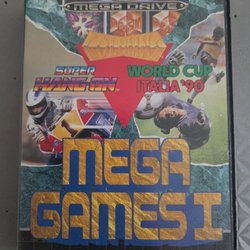 MEGA DRIVE
COLUMNS
SUPER HANG-ON
WORLD CUP ITALIA '90
MEGA
GAMES I